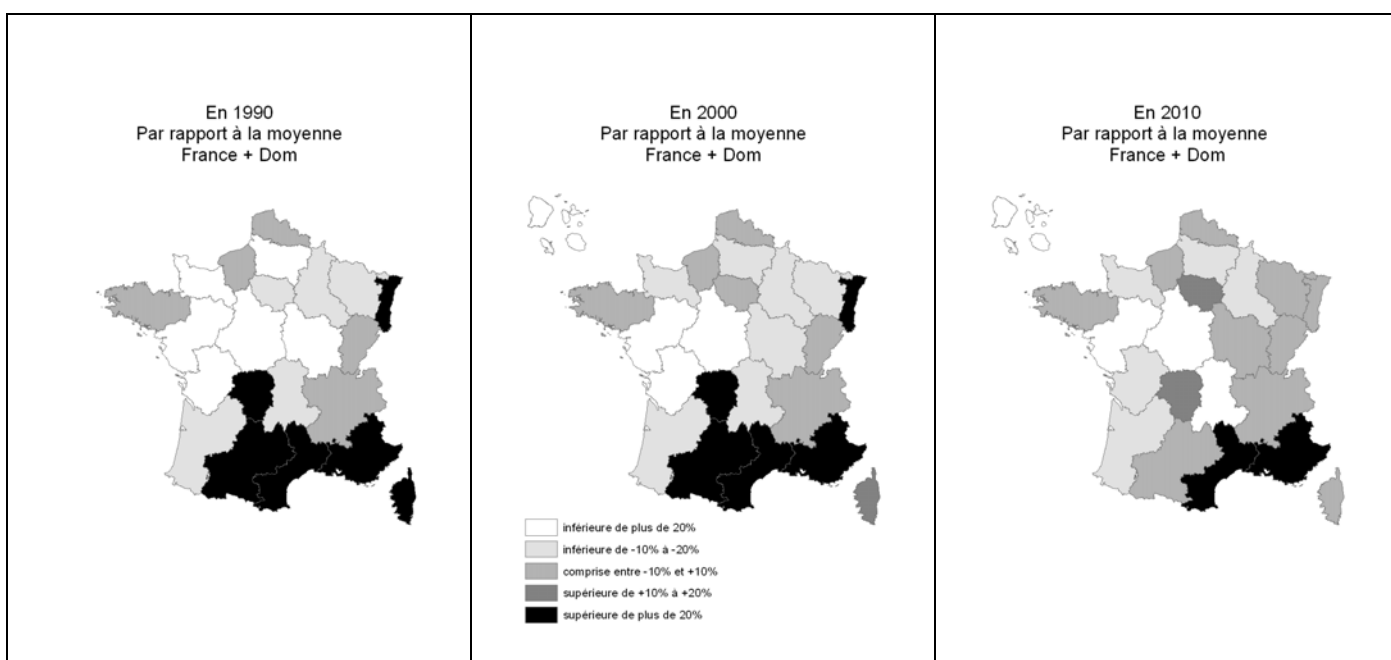 En 1990
Par rapport à la moyenne
France + Dom
En 2000
Par rapport à la moyenne
France + Dom
inférieure de plus de 20%
inférieure de -10% à -20%
comprise entre -10% et +10%
supérieure de +10% à +20%
supérieure de plus de 20%
En 2010
Par rapport à la moyenne
France + Dom